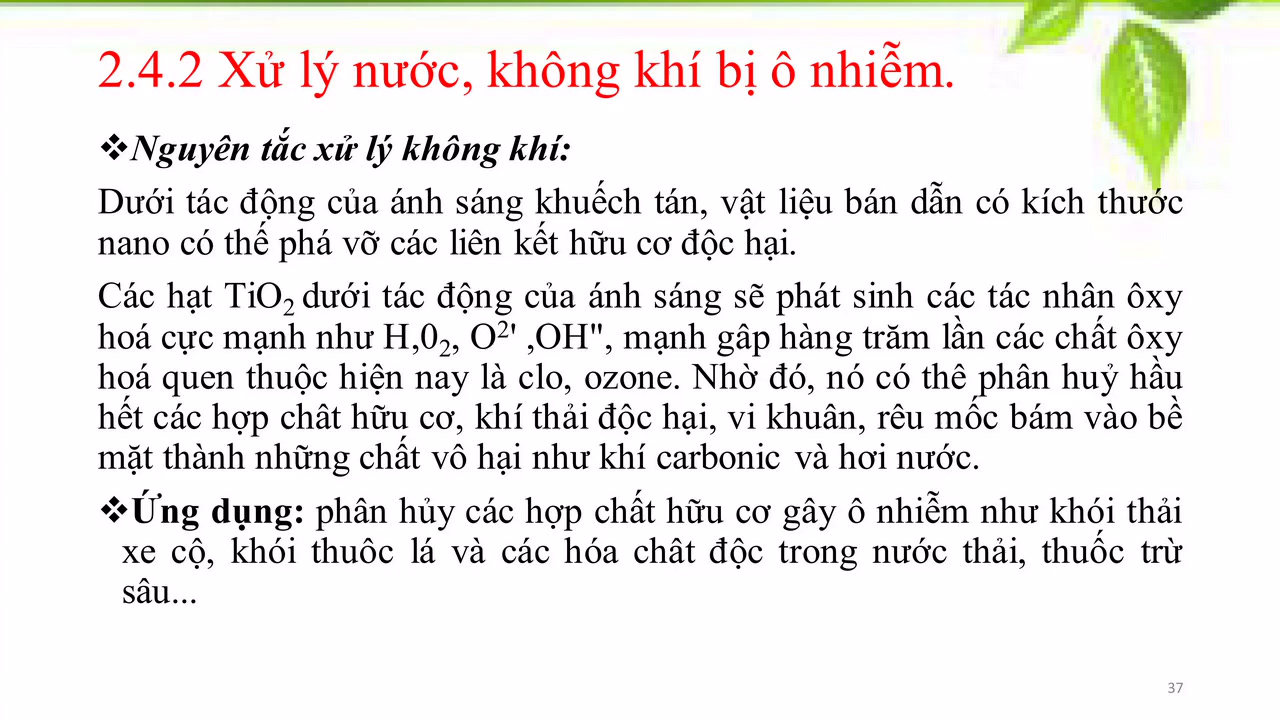 2.4.2 Xử lý nước, không khí bị ô nhiễm.
❖Nguyên tắc xử lý không khí:
Dưới tác động của ánh sáng khuếch tán, vật liệu bán dẫn có kích thước
nano có thể phá vỡ các liên kết hữu cơ độc hại.
Các hạt TiO₂ dưới tác động của ánh sáng sẽ phát sinh các tác nhân ôxy
hoá cực mạnh như H,0₂, O²' ,OH", mạnh gâp hàng trăm lần các chất ôxy
hoá quen thuộc hiện nay là clo, ozone. Nhờ đó, nó có thê phân huỷ hầu
hết các hợp chât hữu cơ, khí thải độc hại, vi khuân, rêu mốc bám vào bề
mặt thành những chất vô hại như khí carbonic và hơi nước.
❖Ứng dụng: phân hủy các hợp chất hữu cơ gây ô nhiễm như khói thải
xe cộ, khói thuôc lá và các hóa chât độc trong nước thải, thuốc trừ
sâu...
37